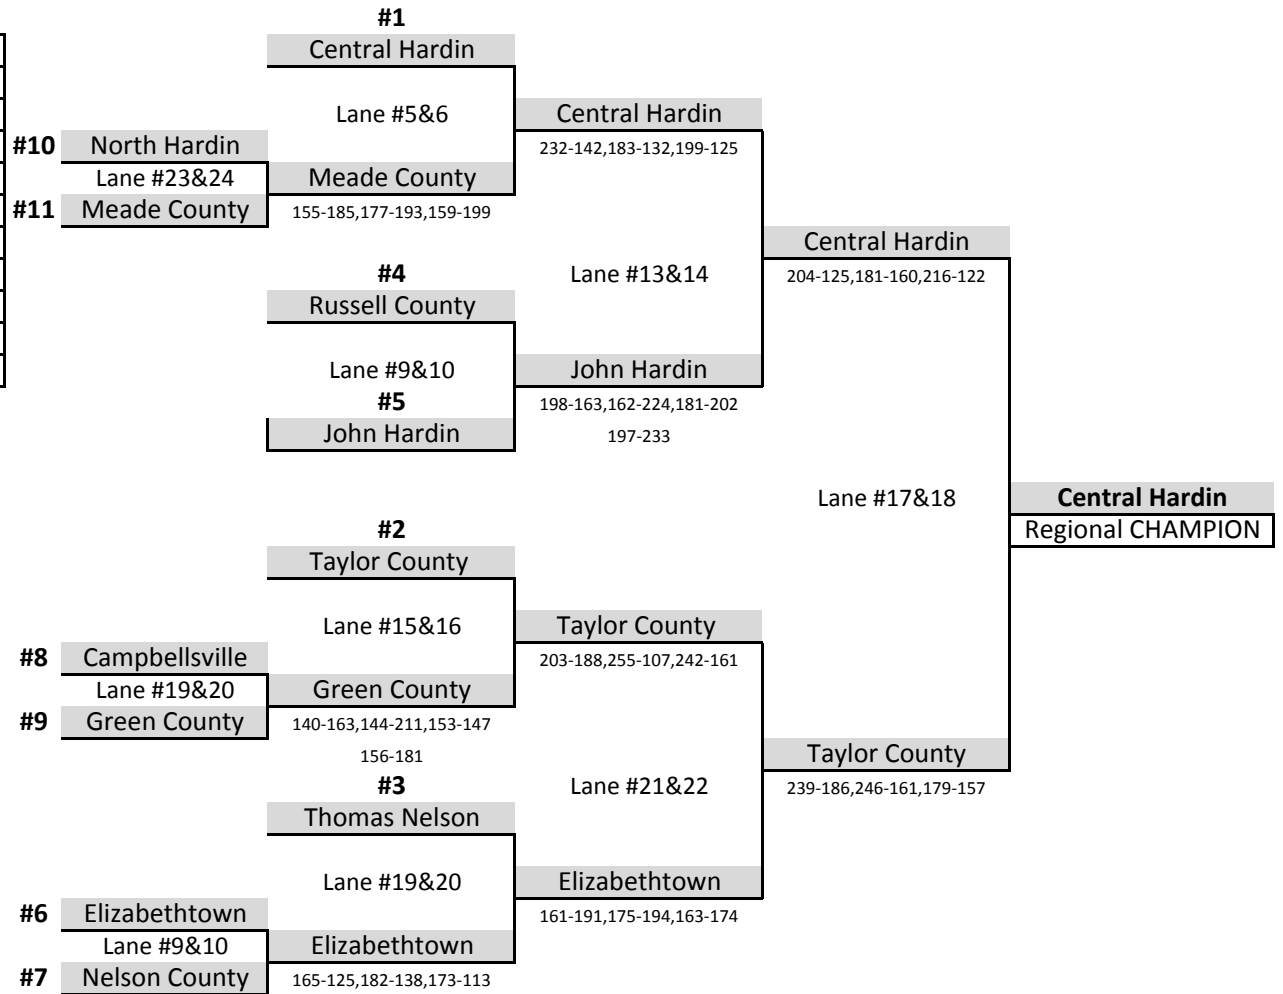 #1
Central Hardin
Lane #5&6
Central Hardin
#10 North Hardin
232-142,183-132,199-125
Lane #23&24
Meade County
#11 Meade County
155-185,177-193,159-199
Central Hardin
#4
Lane #13&14
204-125,181-160,216-122
Russell County
Lane #9&10
John Hardin
#5
198-163,162-224,181-202
John Hardin
197-233
Lane #17&18
Central Hardin
#2
Regional CHAMPION
Taylor County
Lane #15&16
Taylor County
#8 Campbellsville
203-188,255-107,242-161
Lane #19&20
Green County
#9 Green County
140-163,144-211,153-147
156-181
Taylor County
#3
Lane #21&22
239-186,246-161,179-157
Thomas Nelson
Lane #19&20
Elizabethtown
#6 Elizabethtown
161-191,175-194,163-174
Lane #9&10
Elizabethtown
#7 Nelson County
165-125,182-138,173-113